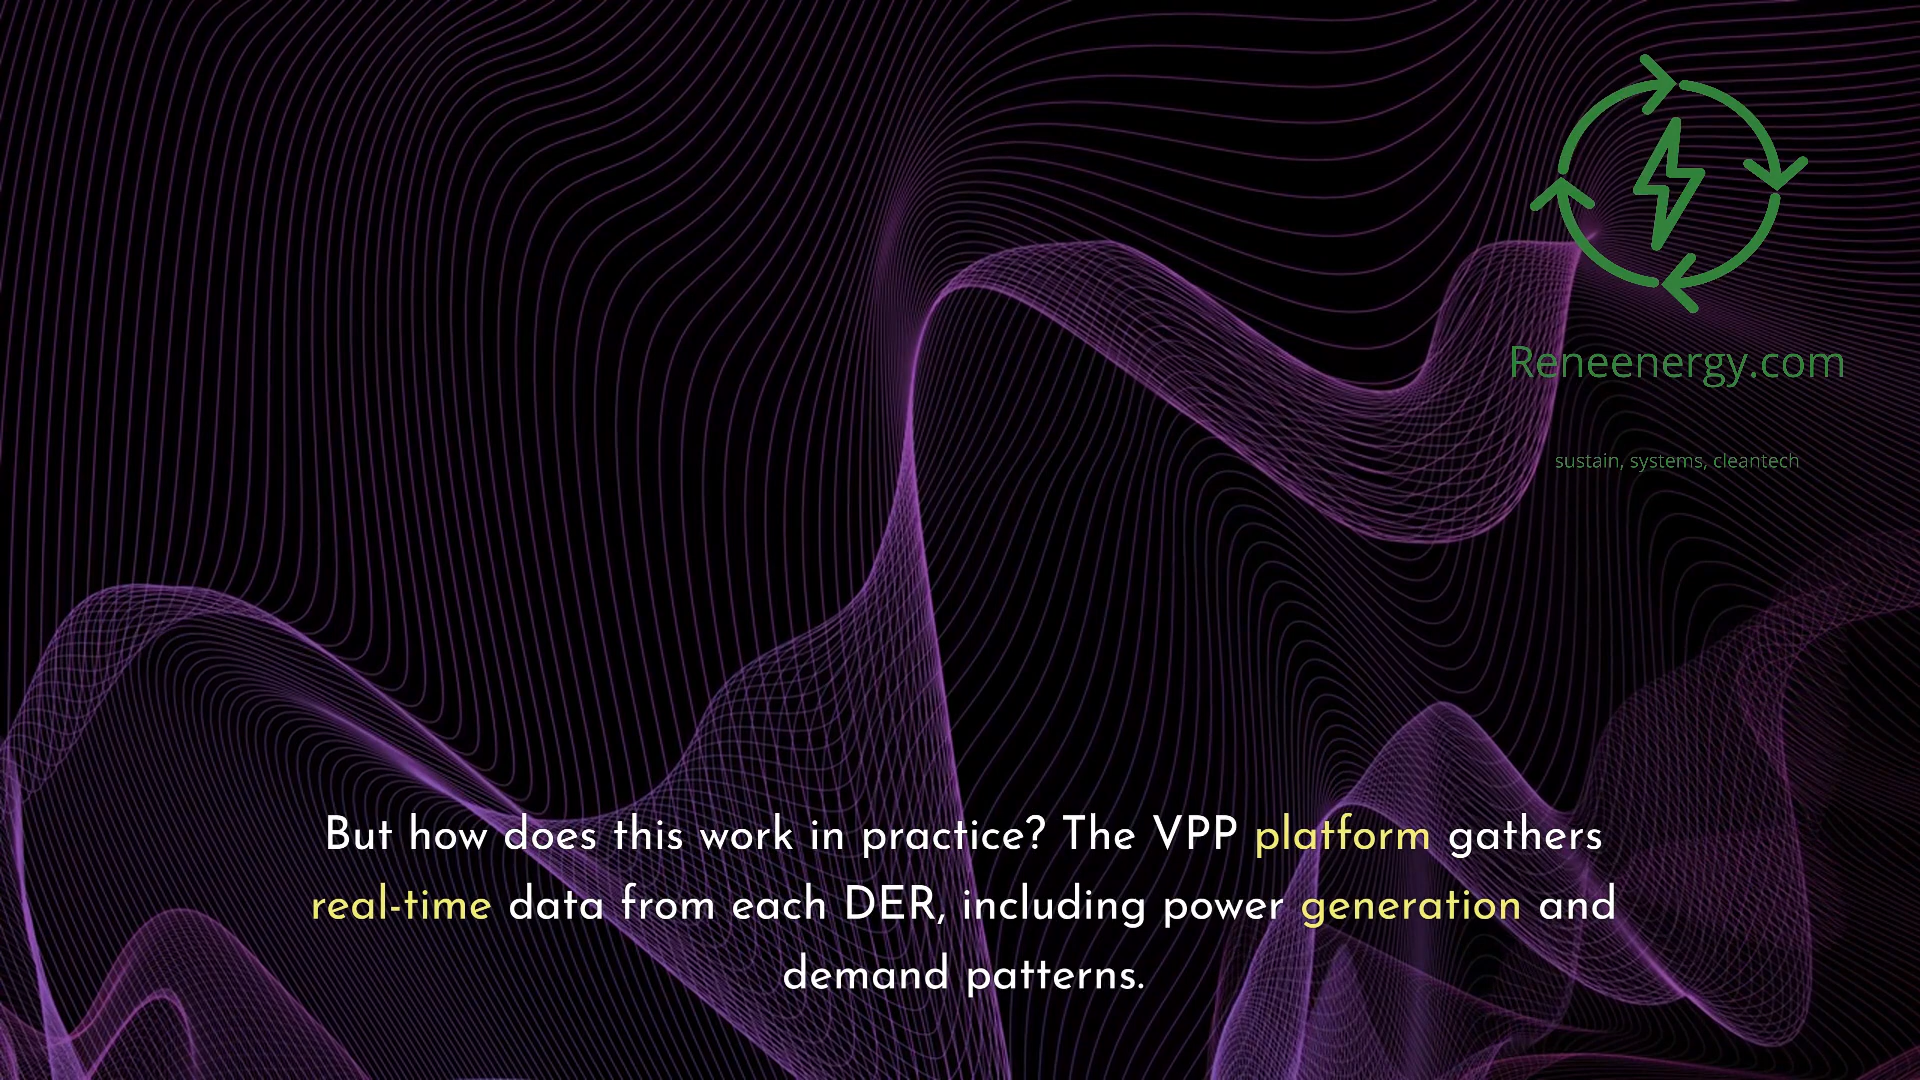 Reneenergy.com
sustain, systems, cleantech
But how does this work in practice? The VPP platform gathers
real-time data from each DER, including power generation and
demand patterns.